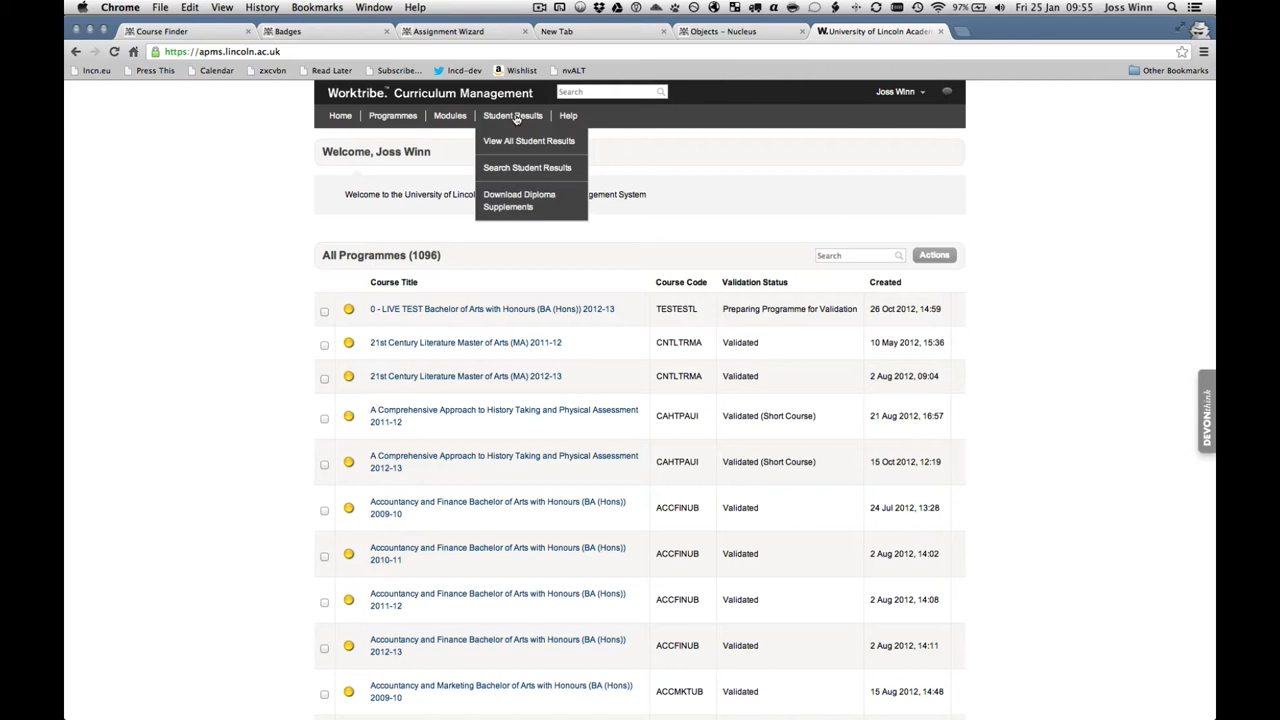 Chrome File Edit View History Bookmarks Window Help 97% Fri 25 Jan 09:55 Joss Winn
Course Finder Badges Assignment Wizard New Tab Objects – Nucleus University of Lincoln Acade
https://apms.lincoln.ac.uk
lncn.eu Press This Calendar zxcvbn Read Later Subscribe... lncd-dev Wishlist nvALT Other Bookmarks
Worktribe™ Curriculum Management Search Joss Winn
Home Programmes Modules Student Results Help
View All Student Results
Welcome, Joss Winn
Search Student Results
Welcome to the University of Lincol
Download Diploma
Supplements
gement System
All Programmes (1096) Search Actions
Course Title Course Code Validation Status Created
0 - LIVE TEST Bachelor of Arts with Honours (BA (Hons)) 2012-13 TESTESTL Preparing Programme for Validation 26 Oct 2012, 14:59
21st Century Literature Master of Arts (MA) 2011-12 CNTLTRMA Validated 10 May 2012, 15:36
21st Century Literature Master of Arts (MA) 2012-13 CNTLTRMA Validated 2 Aug 2012, 09:04
A Comprehensive Approach to History Taking and Physical Assessment
2011-12
CAHTPAUI Validated (Short Course) 21 Aug 2012, 16:57
A Comprehensive Approach to History Taking and Physical Assessment
2012-13
CAHTPAUI Validated (Short Course) 15 Oct 2012, 12:19
Accountancy and Finance Bachelor of Arts with Honours (BA (Hons))
2009-10
ACCFINUB Validated 24 Jul 2012, 13:28
Accountancy and Finance Bachelor of Arts with Honours (BA (Hons))
2010-11
ACCFINUB Validated 2 Aug 2012, 14:02
Accountancy and Finance Bachelor of Arts with Honours (BA (Hons))
2011-12
ACCFINUB Validated 2 Aug 2012, 14:08
Accountancy and Finance Bachelor of Arts with Honours (BA (Hons))
2012-13
ACCFINUB Validated 2 Aug 2012, 14:11
Accountancy and Marketing Bachelor of Arts with Honours (BA (Hons))
2009-10
ACCMKTUB Validated 15 Aug 2012, 14:48
DEVONthink